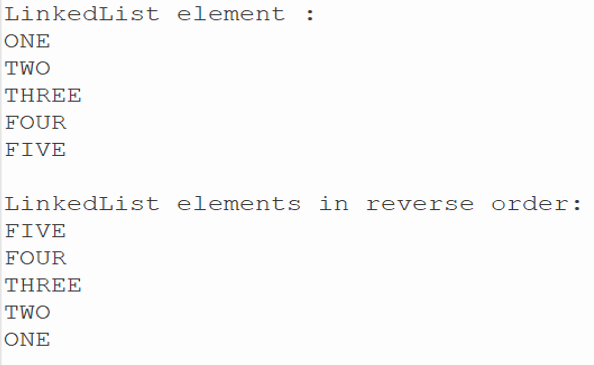 LinkedList element :
ONE
TWO
THREE
FOUR
FIVE
LinkedList elements in reverse order:
FIVE
FOUR
THREE
TWO
ONE